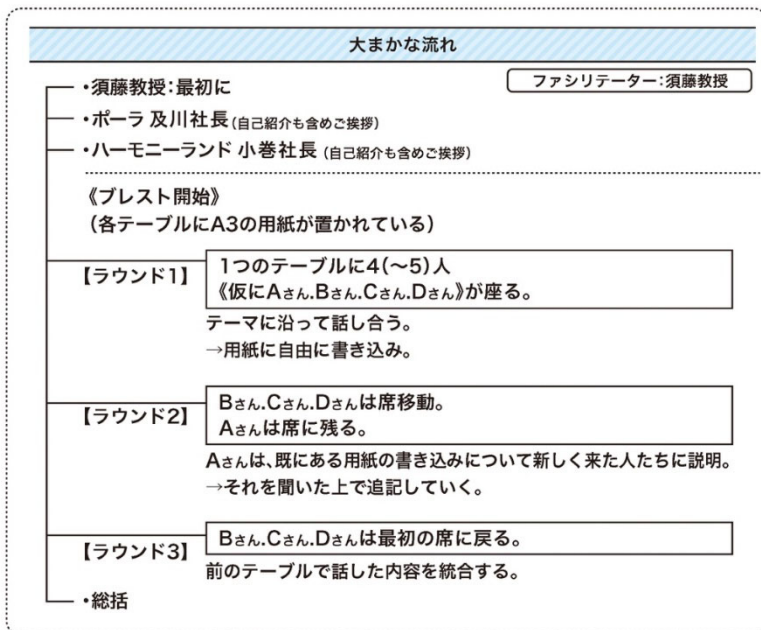 大まかな流れ
ファシリテーター：須藤教授
・須藤教授：最初に
・ポーラ 及川社長（自己紹介も含めご挨拶）
・ハーモニーランド 小巻社長（自己紹介も含めご挨拶）
《ブレスト開始》
（各テーブルにA3の用紙が置かれている）
【ラウンド1】
1つのテーブルに4（〜5）人
《仮にAさん.Bさん.Cさん.Dさん》が座る。
テーマに沿って話し合う。
→用紙に自由に書き込み。
【ラウンド2】
Bさん.Cさん.Dさんは席移動。
Aさんは席に残る。
Aさんは、既にある用紙の書き込みについて新しく来た人たちに説明。
→それを聞いた上で追記していく。
【ラウンド3】
Bさん.Cさん.Dさんは最初の席に戻る。
前のテーブルで話した内容を統合する。
・総括